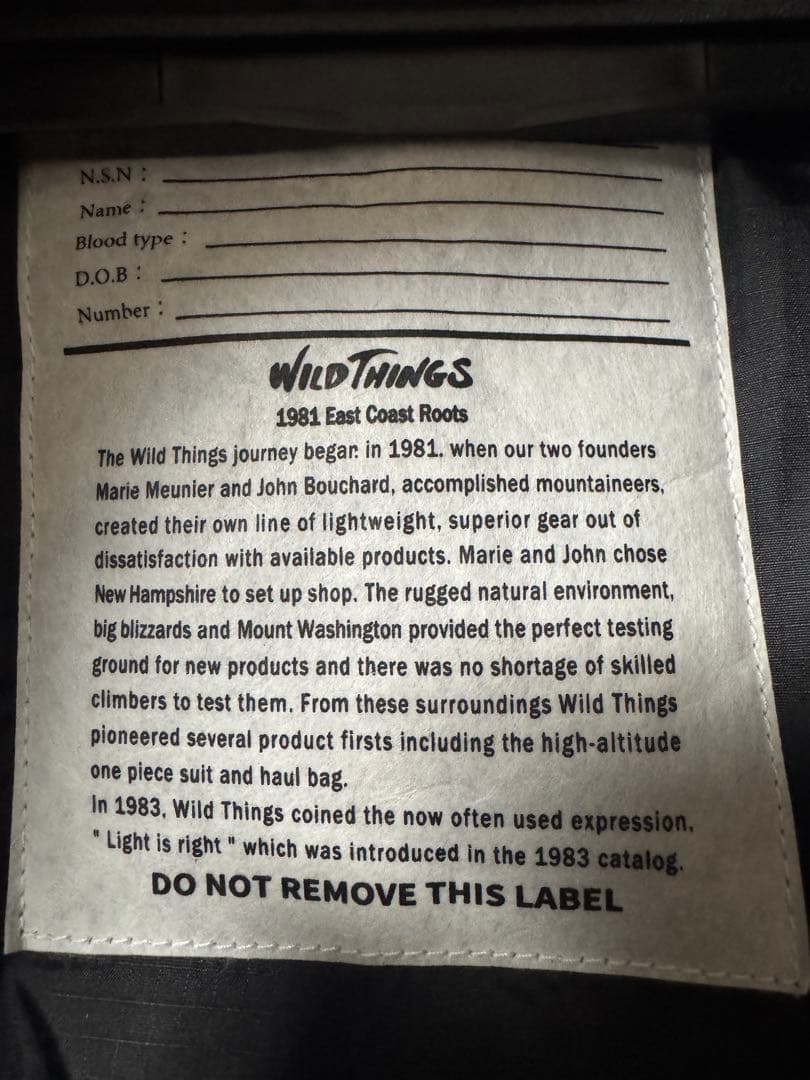 N.S.N :
Name :
Blood type :
D.O.B :
Number :
WILD THINGS
1981 East Coast Roots
The Wild Things journey began in 1981. when our two founders
Marie Meunier and John Bouchard, accomplished mountaineers,
created their own line of lightweight, superior gear out of
dissatisfaction with available products. Marie and John chose
New Hampshire to set up shop. The rugged natural environment,
big blizzards and Mount Washington provided the perfect testing
ground for new products and there was no shortage of skilled
climbers to test them. From these surroundings Wild Things
pioneered several product firsts including the high-altitude
one piece suit and haul bag.
In 1983, Wild Things coined the now often used expression,
" Light is right " which was introduced in the 1983 catalog.
DO NOT REMOVE THIS LABEL